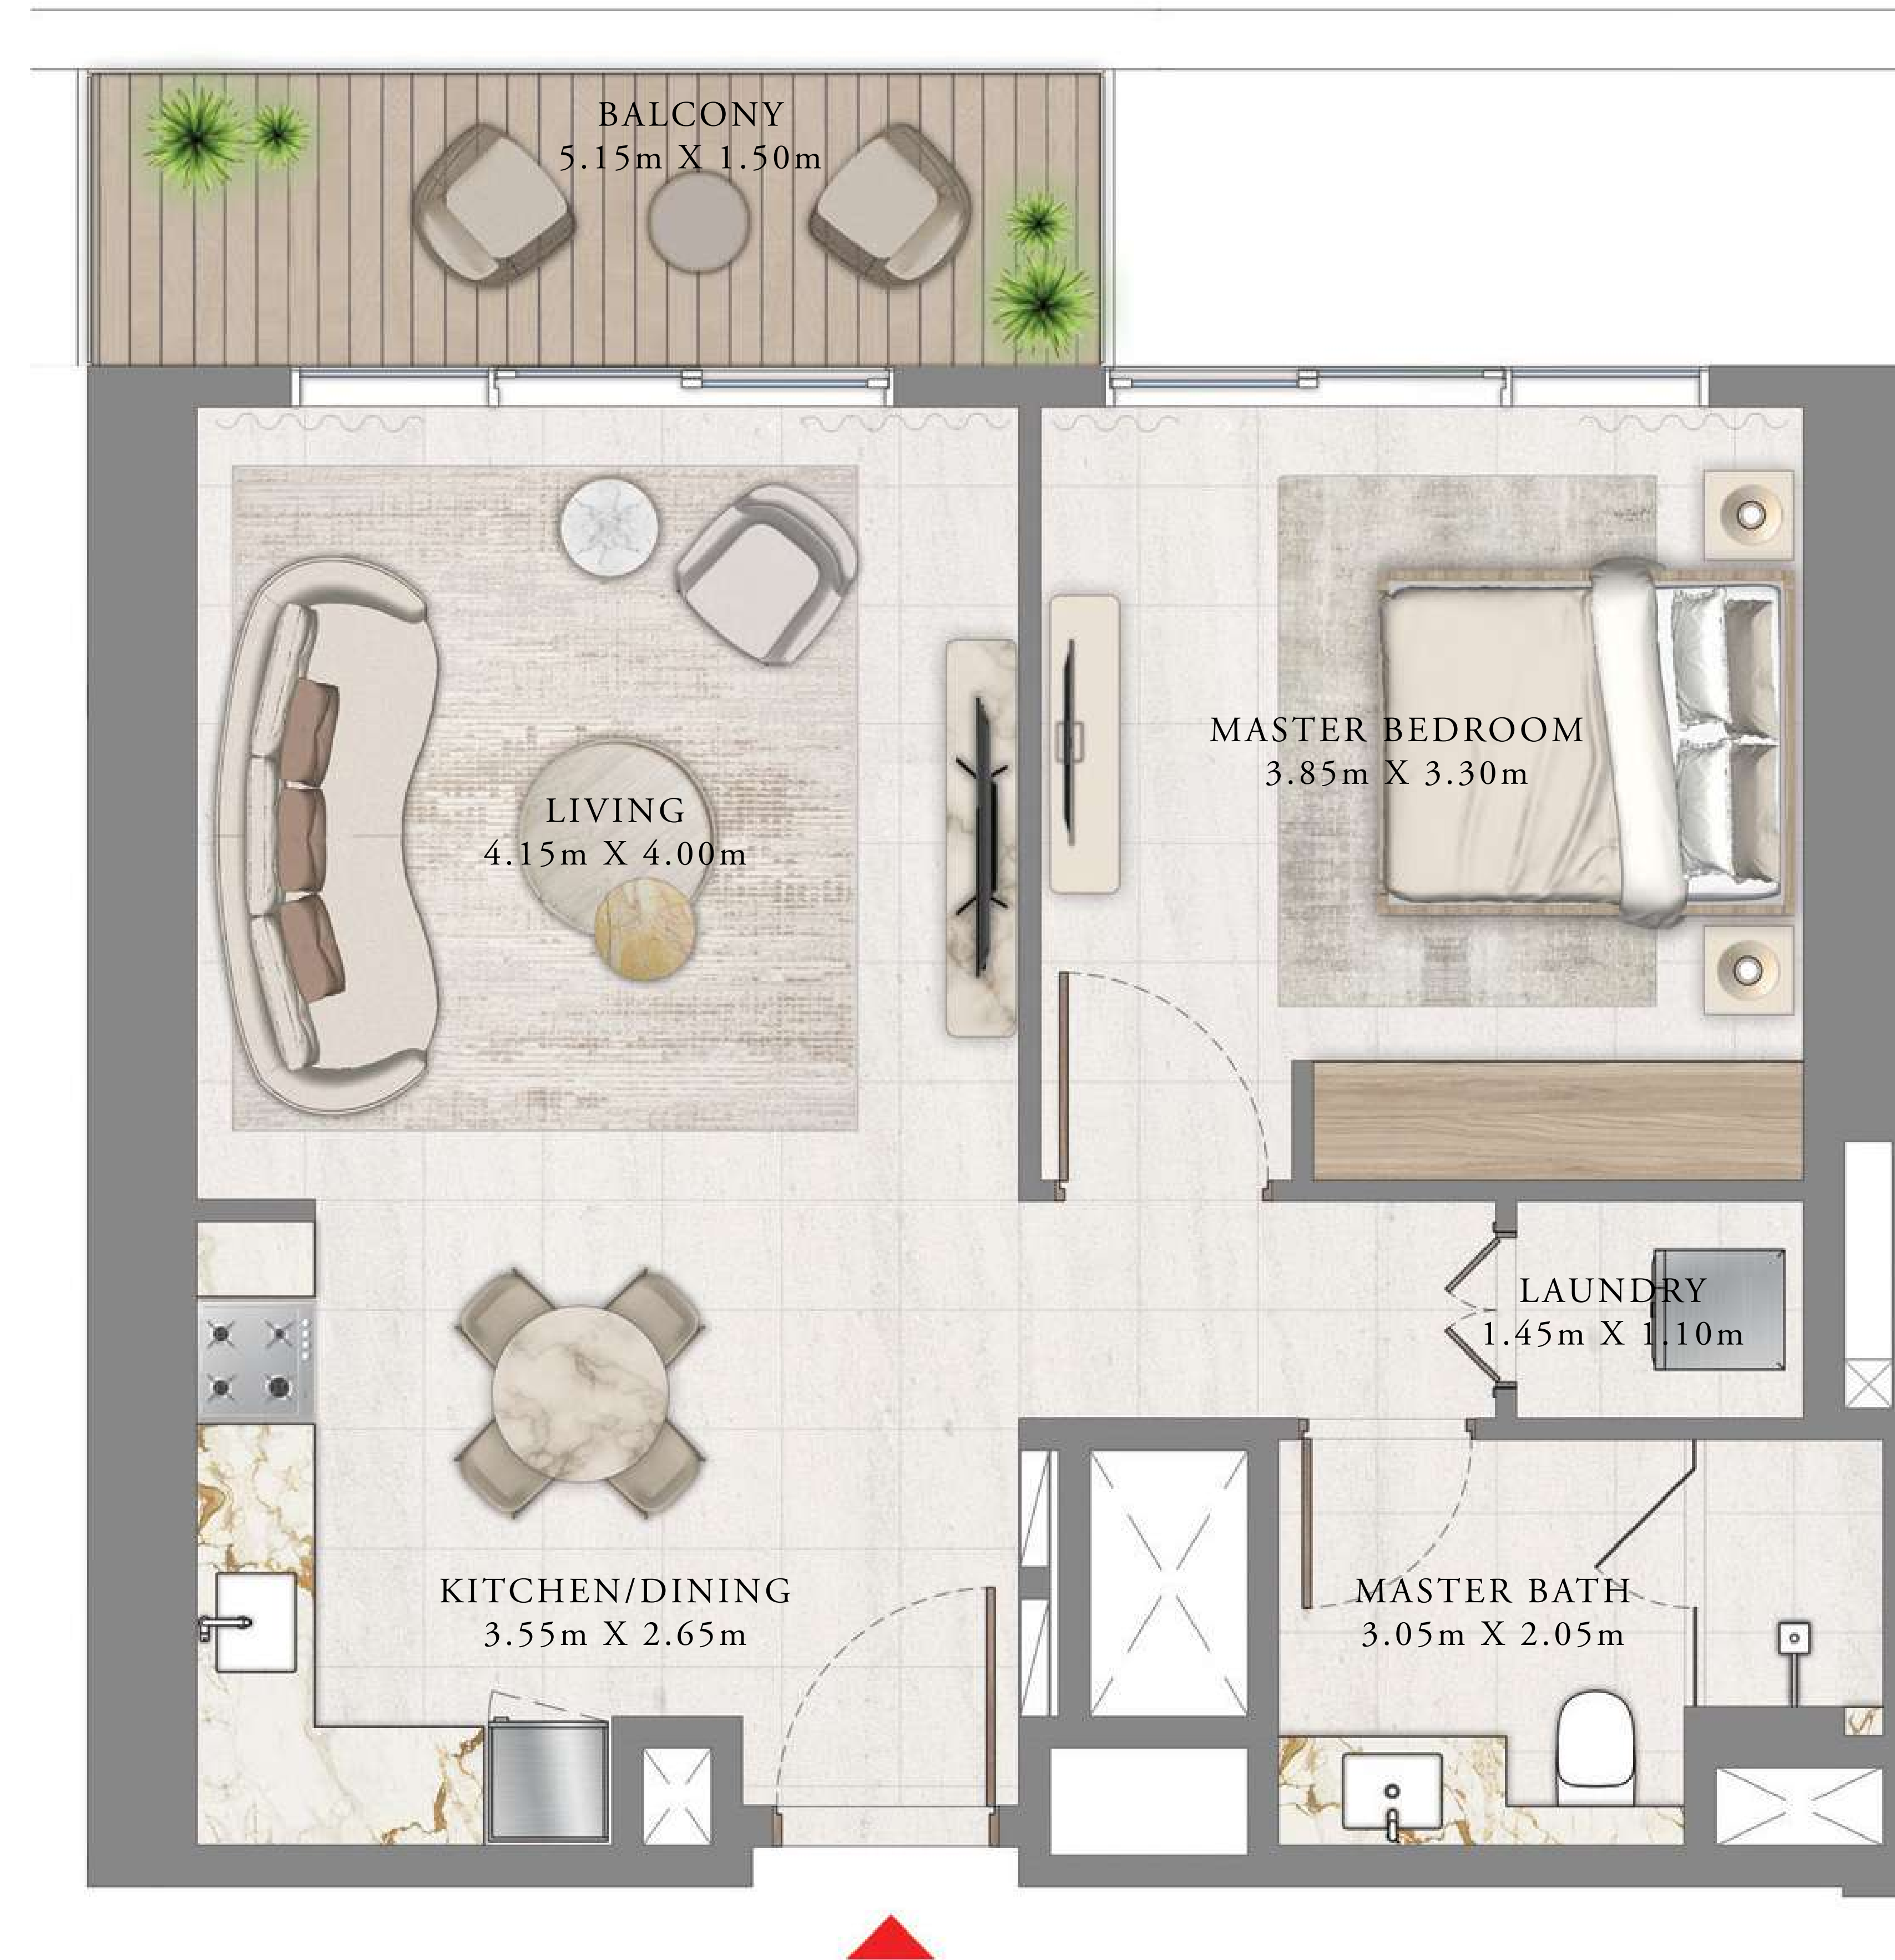 BALCONY
5.15m X 1.50m
MASTER BEDROOM
3.85m X 3.30m
LIVING
4.15m X 4.00m
LAUNDRY
1.45m X 1.10m
KITCHEN/DINING
3.55m X 2.65m
MASTER BATH
3.05m X 2.05m